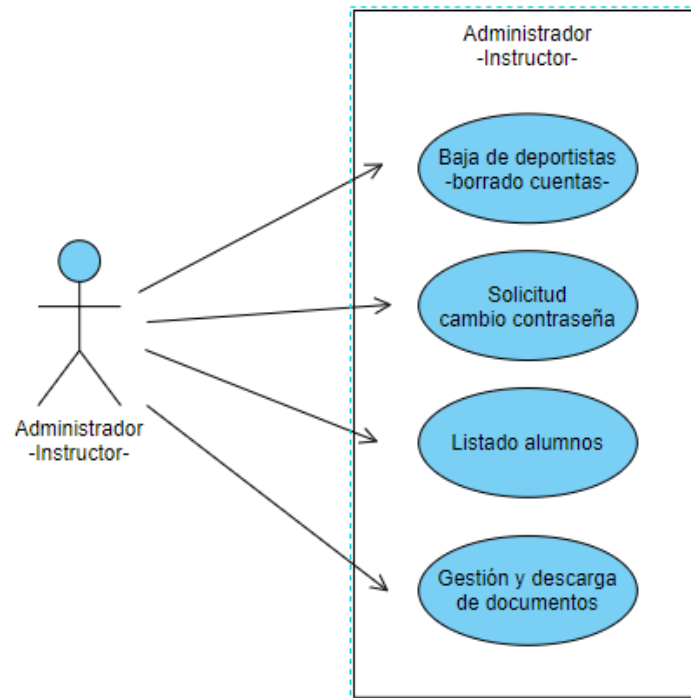 Administrador
-Instructor-
Baja de deportistas
-borrado cuentas-
Solicitud
cambio contraseña
Administrador
-Instructor-
Listado alumnos
Gestión y descarga
de documentos